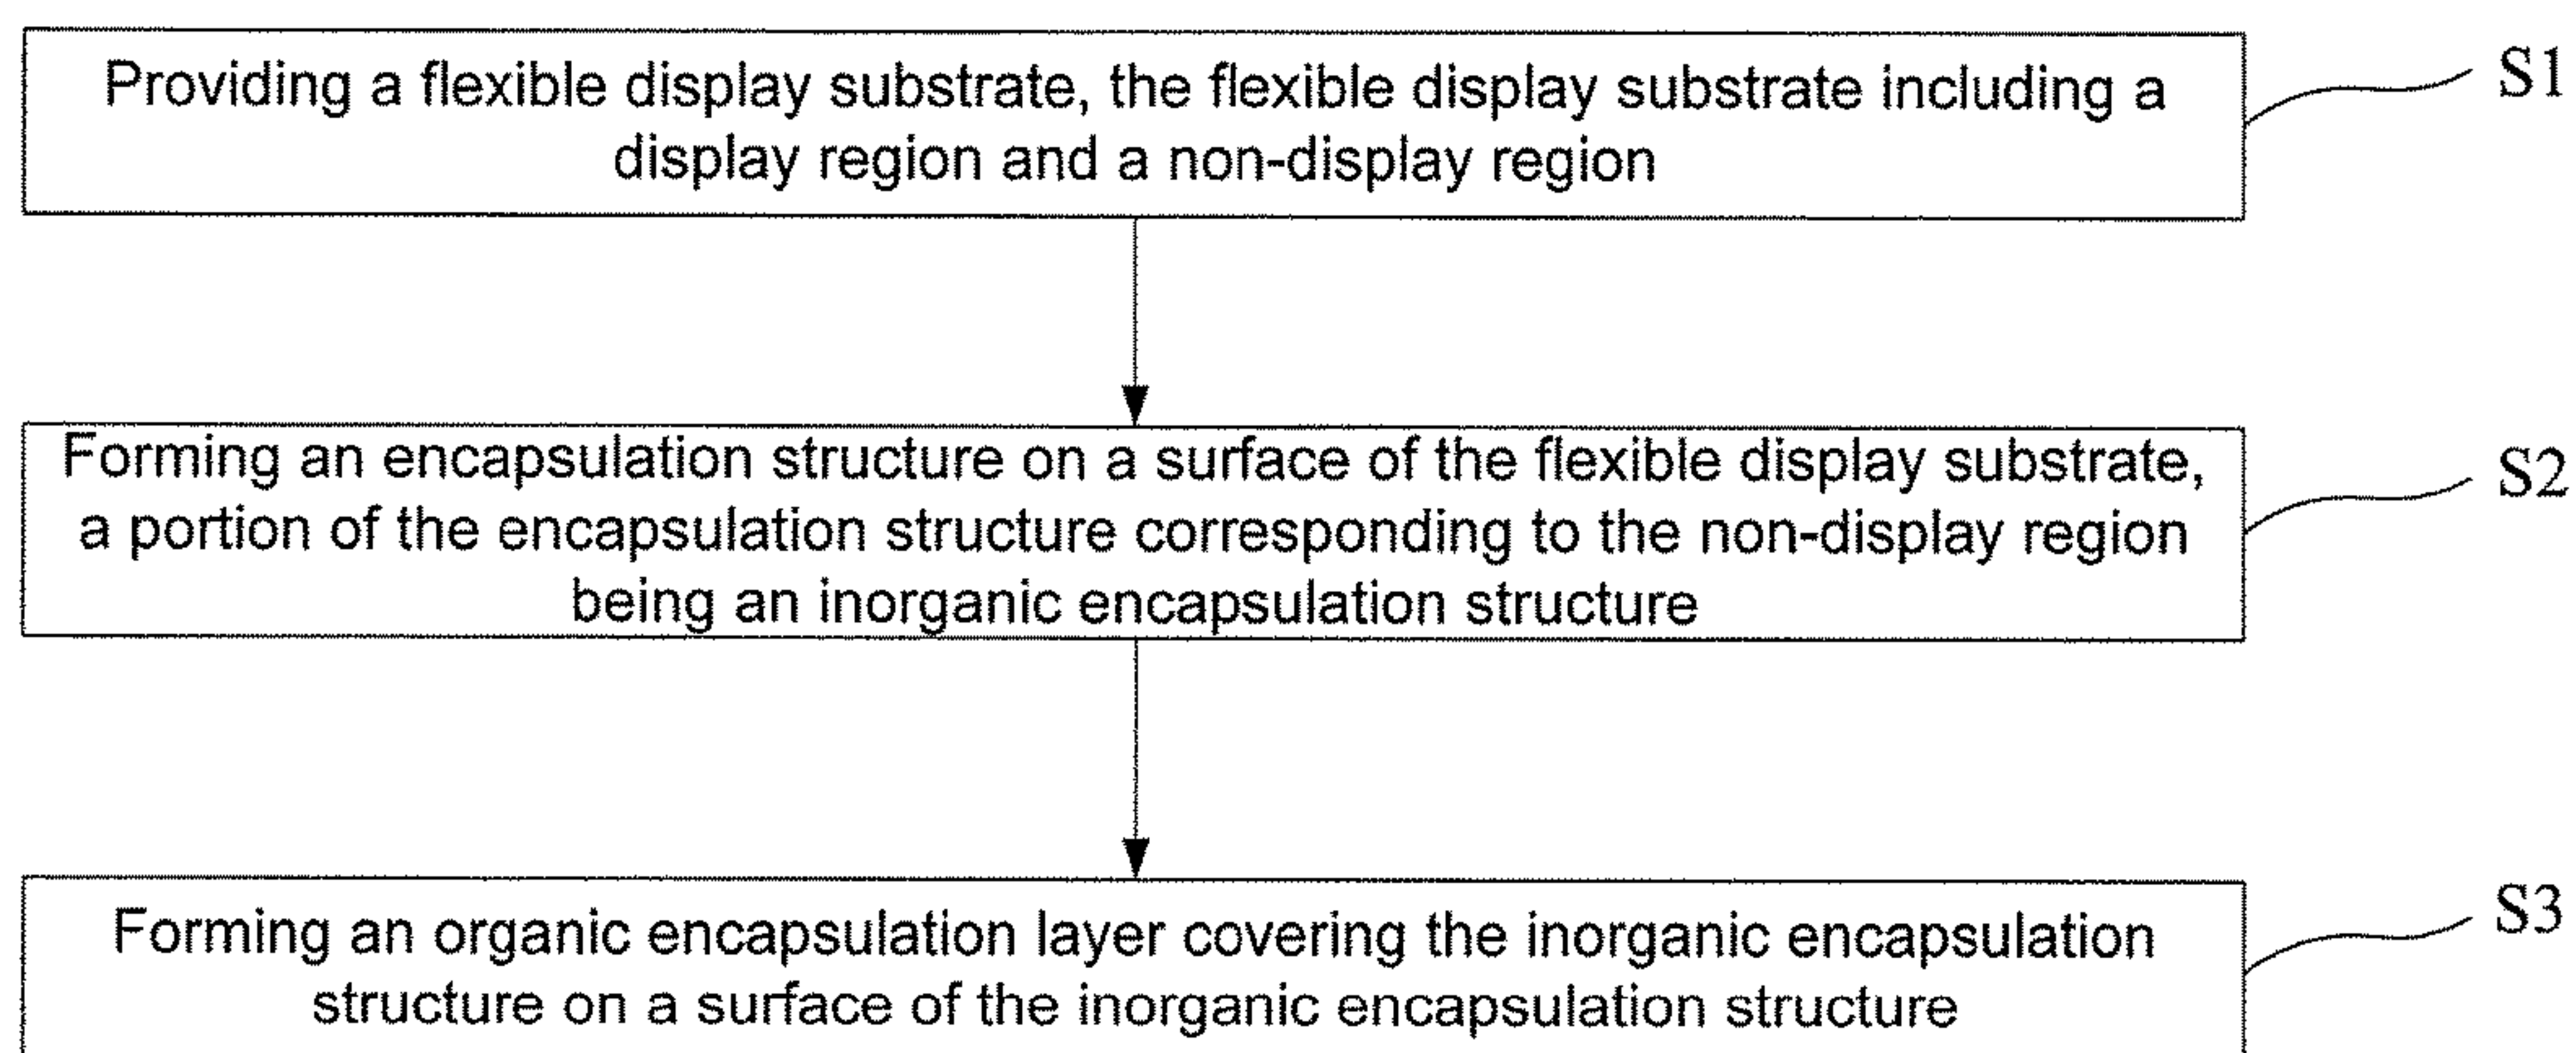 Providing a flexible display substrate, the flexible display substrate including a
display region and a non-display region
S1
Forming an encapsulation structure on a surface of the flexible display substrate,
a portion of the encapsulation structure corresponding to the non-display region
being an inorganic encapsulation structure
S2
Forming an organic encapsulation layer covering the inorganic encapsulation
structure on a surface of the inorganic encapsulation structure
S3